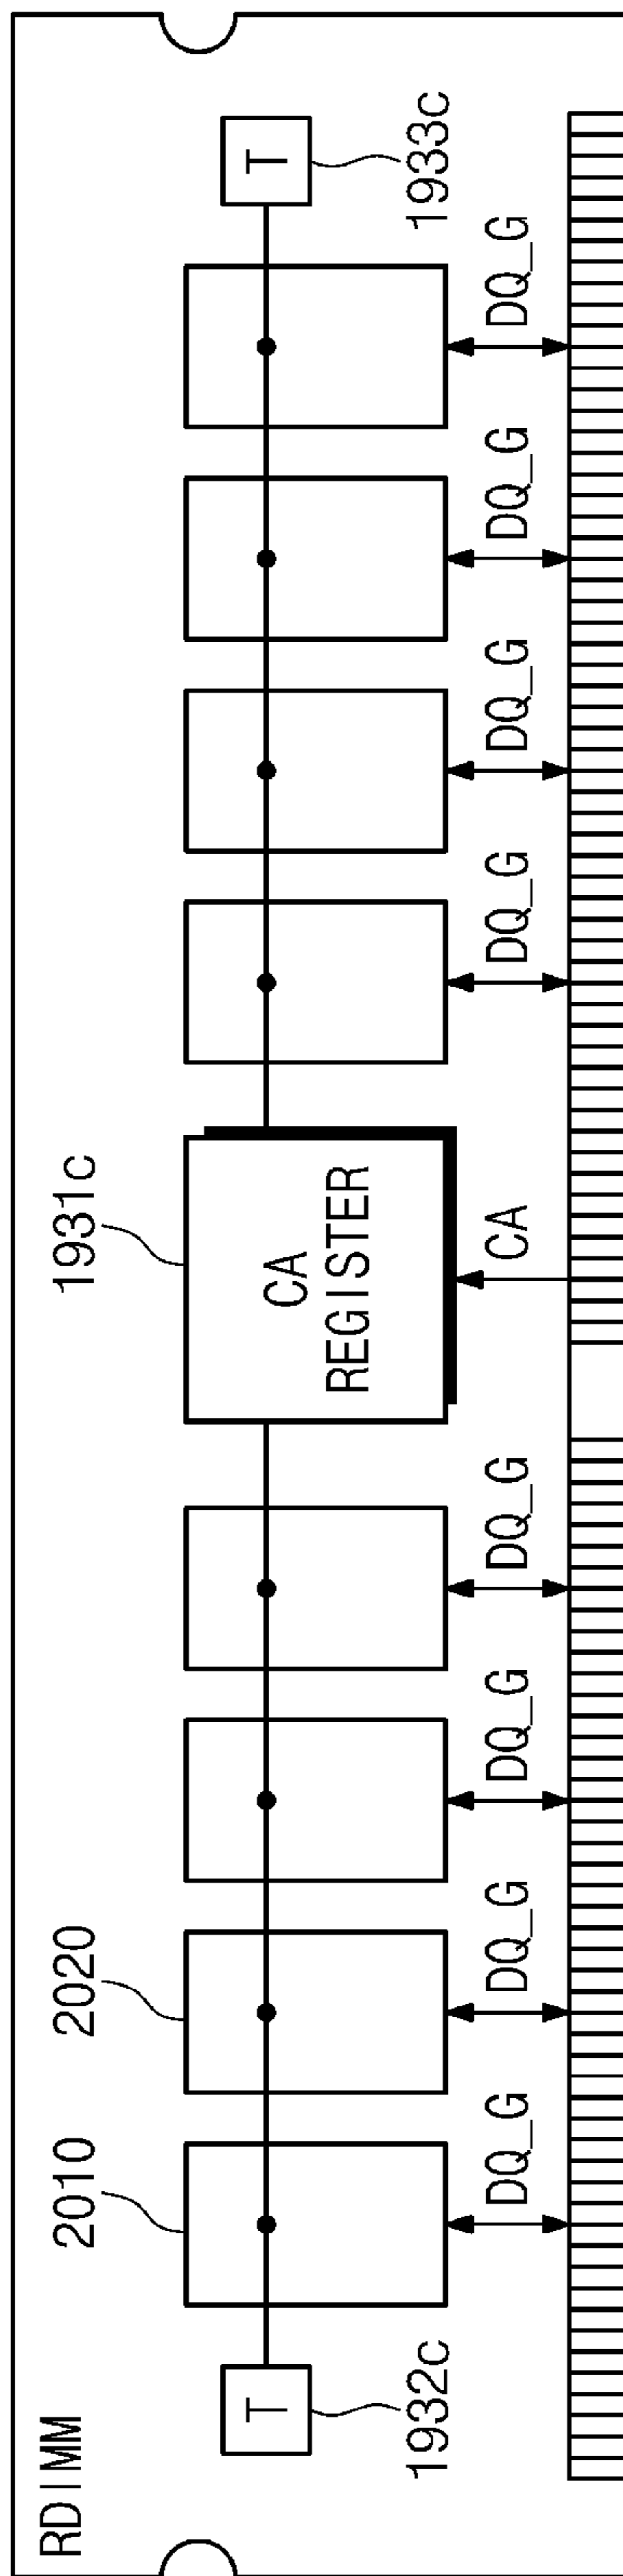 RDIMM
2010
2020
1931c
T
CA
REGISTER
T
1932c
1933c
DQ_G
DQ_G
DQ_G
DQ_G
CA
DQ_G
DQ_G
DQ_G
DQ_G